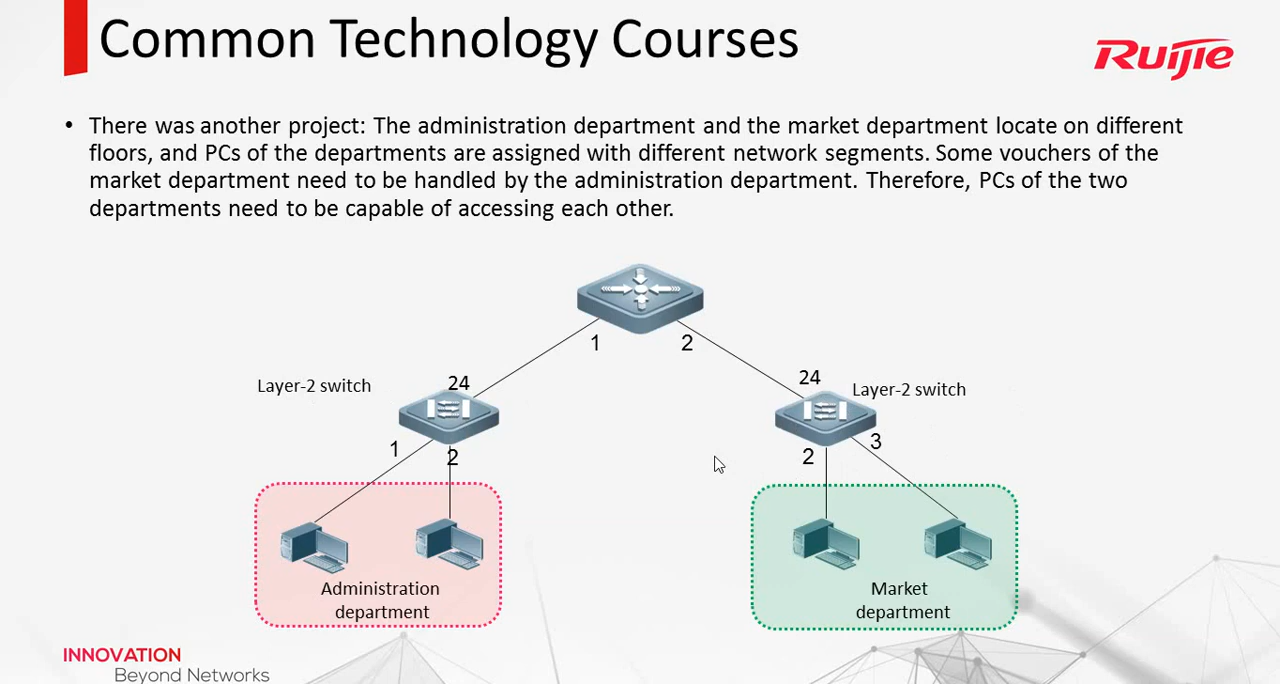 Common Technology Courses
Ruijie
• There was another project: The administration department and the market department locate on different
floors, and PCs of the departments are assigned with different network segments. Some vouchers of the
market department need to be handled by the administration department. Therefore, PCs of the two
departments need to be capable of accessing each other.
1
2
Layer-2 switch
24
24
Layer-2 switch
1
2
2
3
Administration
department
Market
department
INNOVATION
Beyond Networks